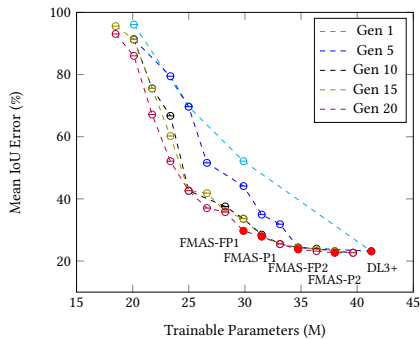 100
80
60
40
20
Mean IoU Error (%)
Gen 1
Gen 5
Gen 10
Gen 15
Gen 20
FMAS-FP1
FMAS-P1
FMAS-FP2
FMAS-P2
DL3+
15 20 25 30 35 40 45
Trainable Parameters (M)